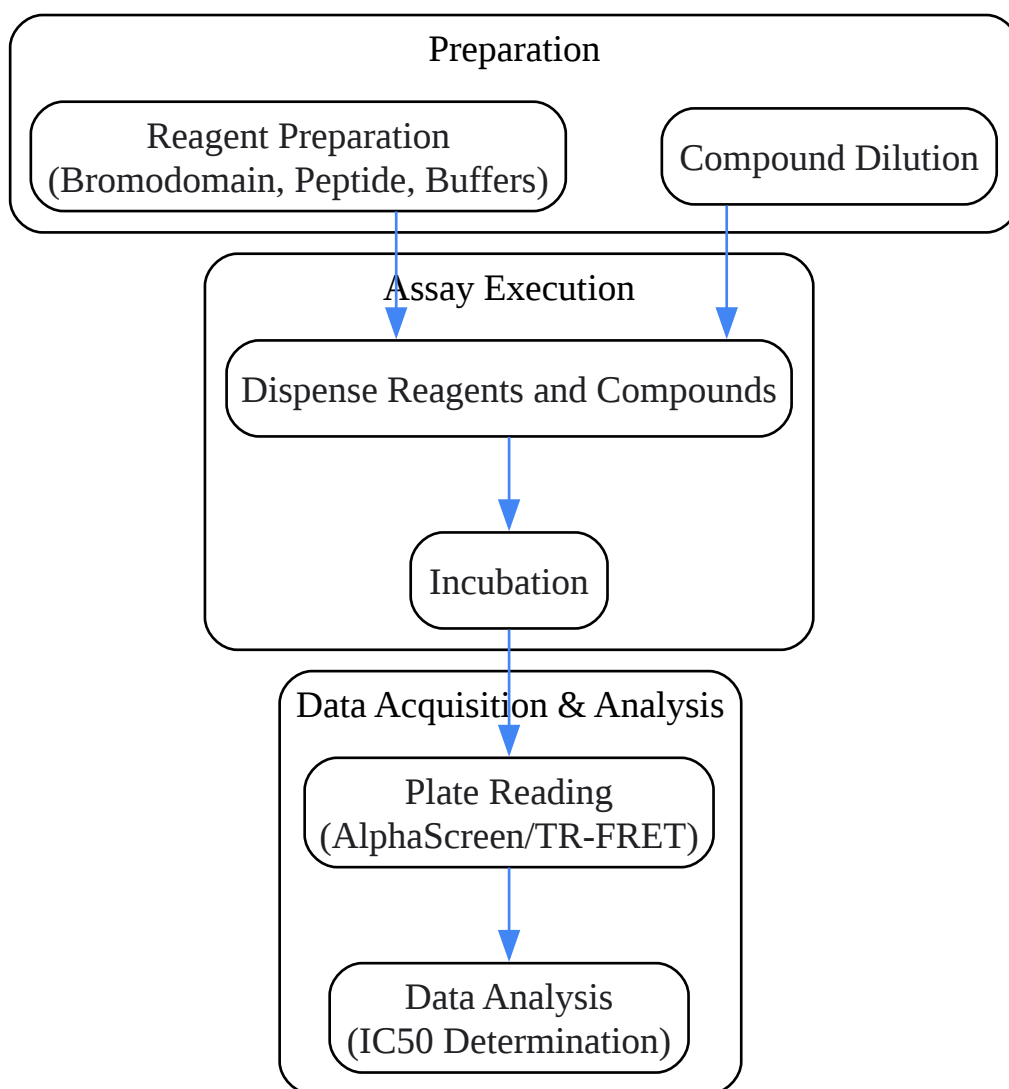 Preparation
Reagent Preparation
(Bromodomain, Peptide, Buffers)
Compound Dilution
Assay Execution
Dispense Reagents and Compounds
Incubation
Data Acquisition & Analysis
Plate Reading
(AlphaScreen/TR-FRET)
Data Analysis
(IC50 Determination)